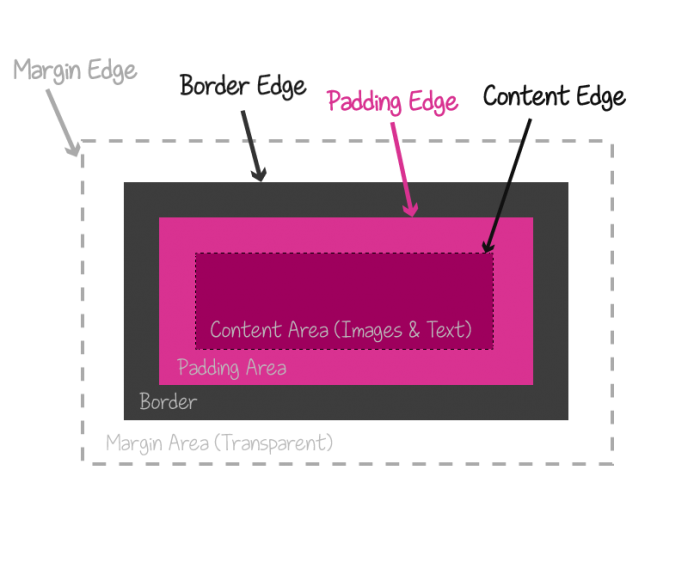 Margin Edge
Border Edge
Padding Edge
Content Edge
Content Area (Images & Text)
Padding Area
Border
Margin Area (Transparent)